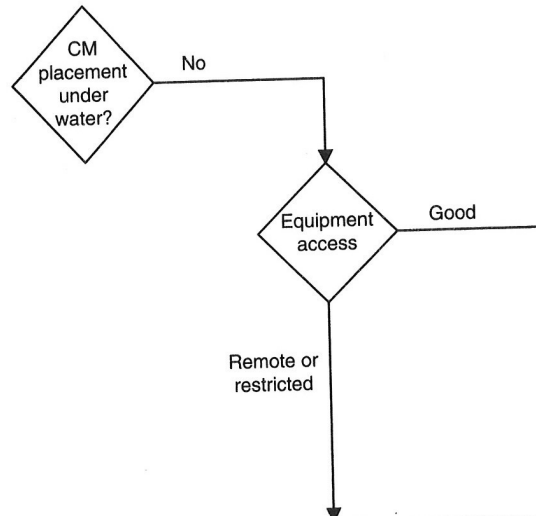 CM
placement
under
water?
No
Equipment
access
Good
Remote or
restricted